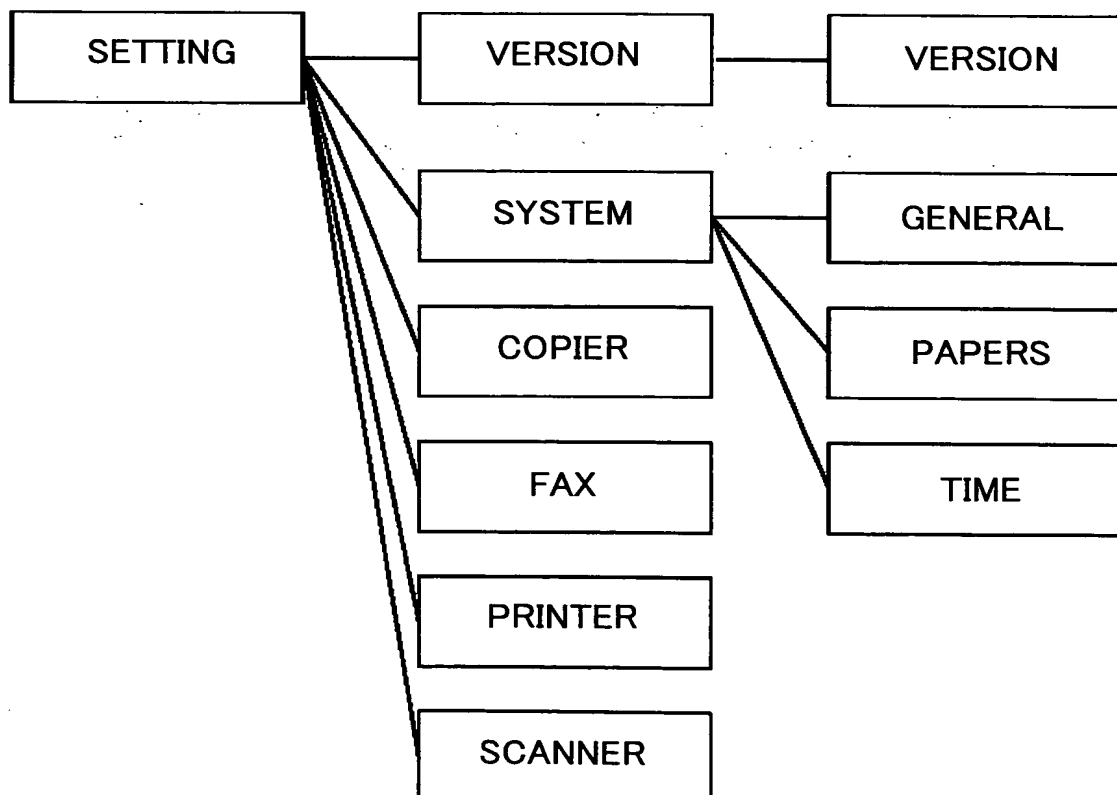 SETTING
VERSION
VERSION
SYSTEM
GENERAL
COPIER
PAPERS
FAX
TIME
PRINTER
SCANNER